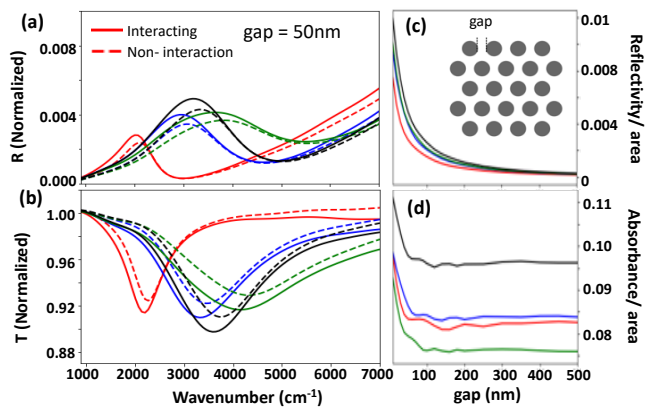 (a)
Interacting
Non- interaction
gap = 50nm
0.008
0.004
0.000
R (Normalized)
(c)
gap
0.01
0.008
0.004
0
Reflectivity/ area
(b)
1.00
0.96
0.92
0.88
T (Normalized)
1000 2000 3000 4000 5000 6000 7000
Wavenumber (cm⁻¹)
(d)
0.11
0.10
0.09
0.08
Absorbance/ area
100 200 300 400 500
gap (nm)